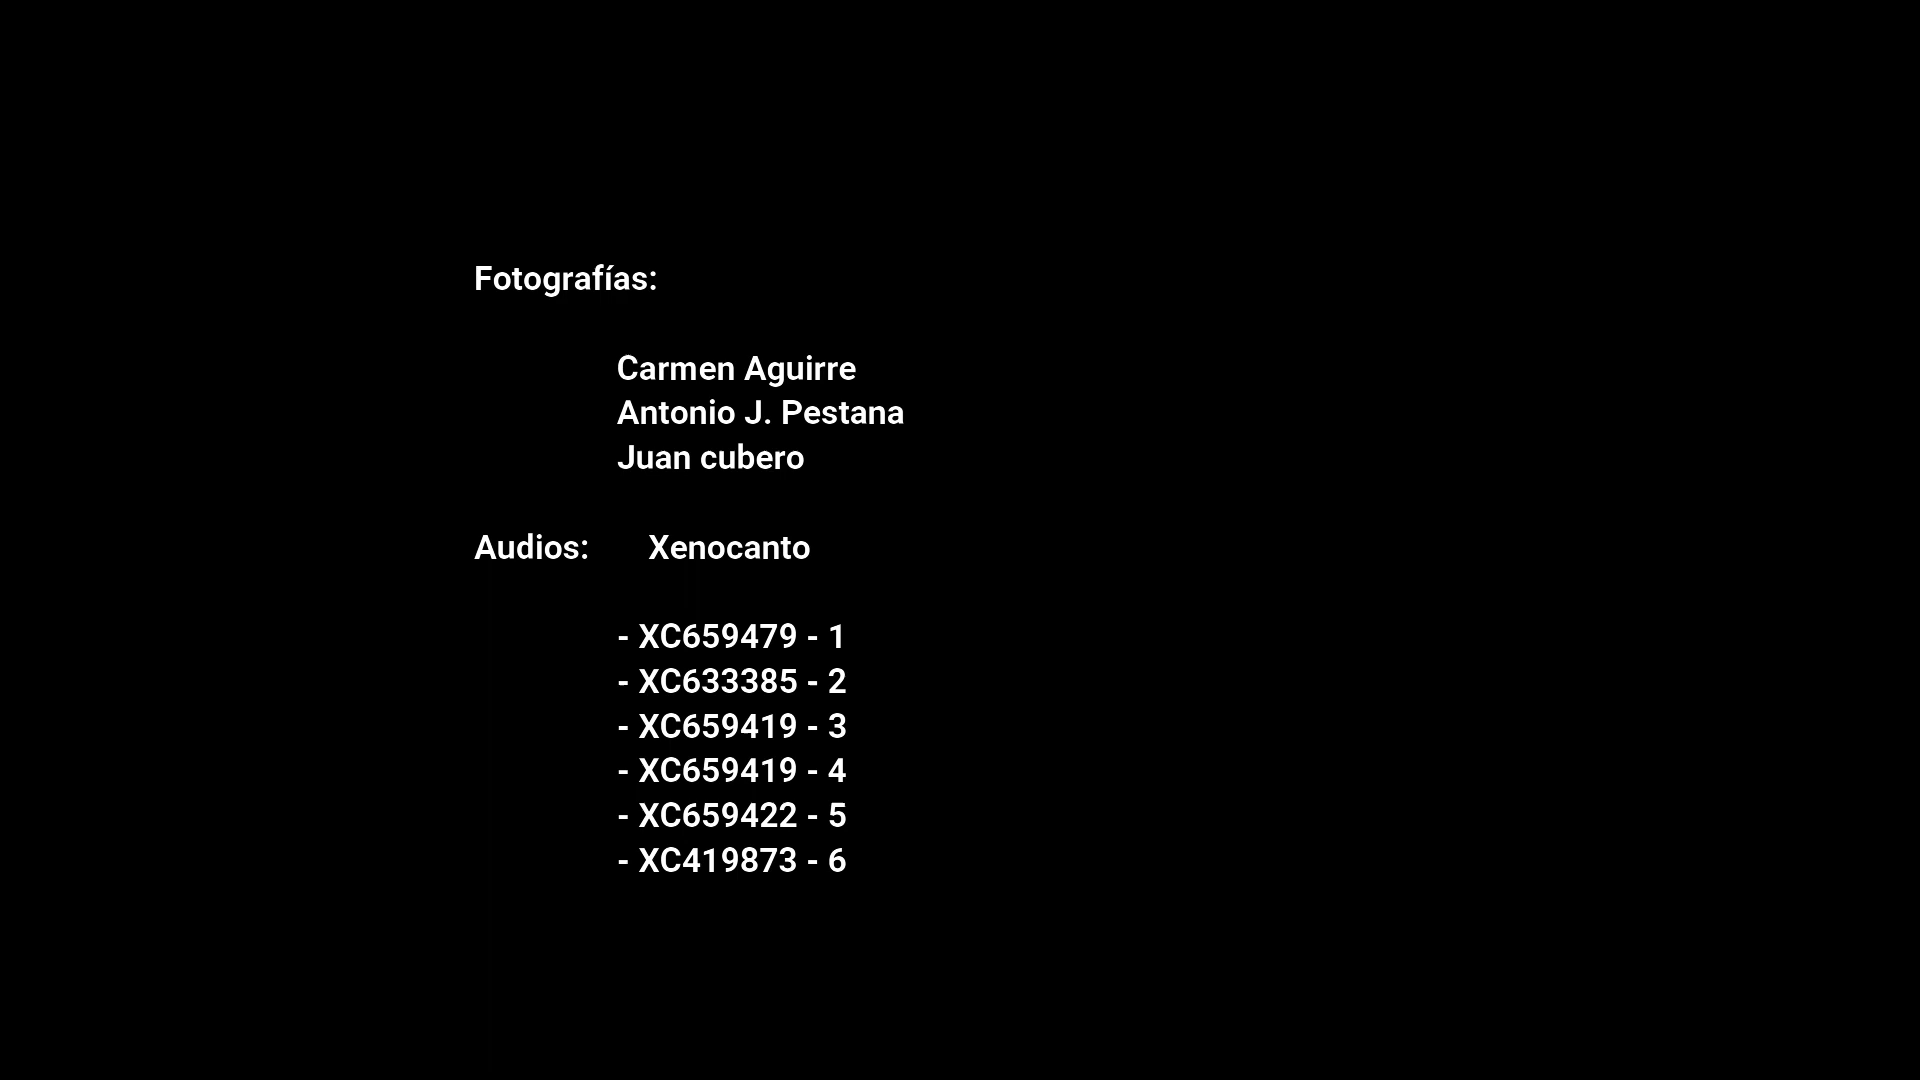 Fotografías:
Carmen Aguirre
Antonio J. Pestana
Juan cubero
Audios: Xenocanto
- XC659479 - 1
- XC633385 - 2
- XC659419 - 3
- XC659419 - 4
- XC659422 - 5
- XC419873 - 6